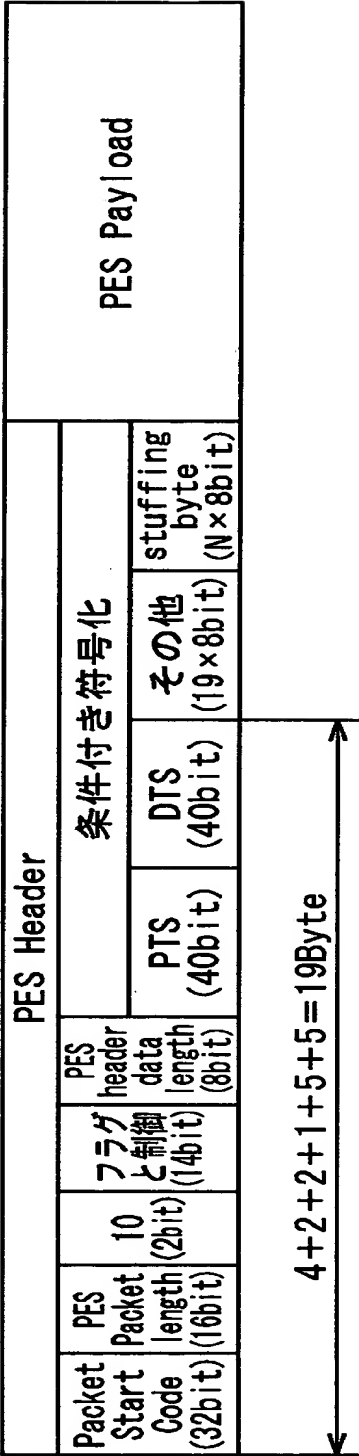 PES Header
PES Payload
Packet
Start
Code
(32bit)
PES
Packet
length
(16bit)
10
(2bit)
フラグ
と制御
(14bit)
PES
header
data
length
(8bit)
条件付き符号化
PTS
(40bit)
DTS
(40bit)
その他
(19×8bit)
stuffing
byte
(N×8bit)
4+2+2+1+5+5=19Byte